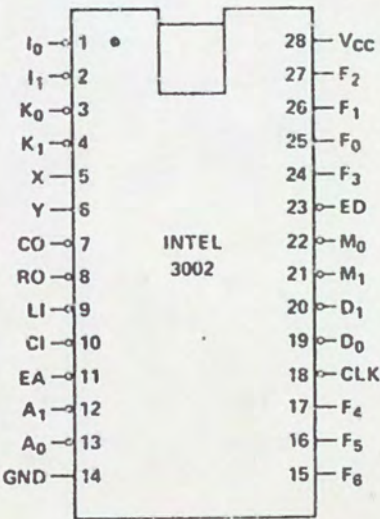 I0 1 28 VCC
I1 2 27 F2
K0 3 26 F1
K1 4 25 F0
X 5 24 F3
Y 6 23 ED
CO 7 INTEL 22 M0
RO 8 3002 21 M1
LI 9 20 D1
CI 10 19 D0
EA 11 18 CLK
A1 12 17 F4
A0 13 16 F5
GND 14 15 F6